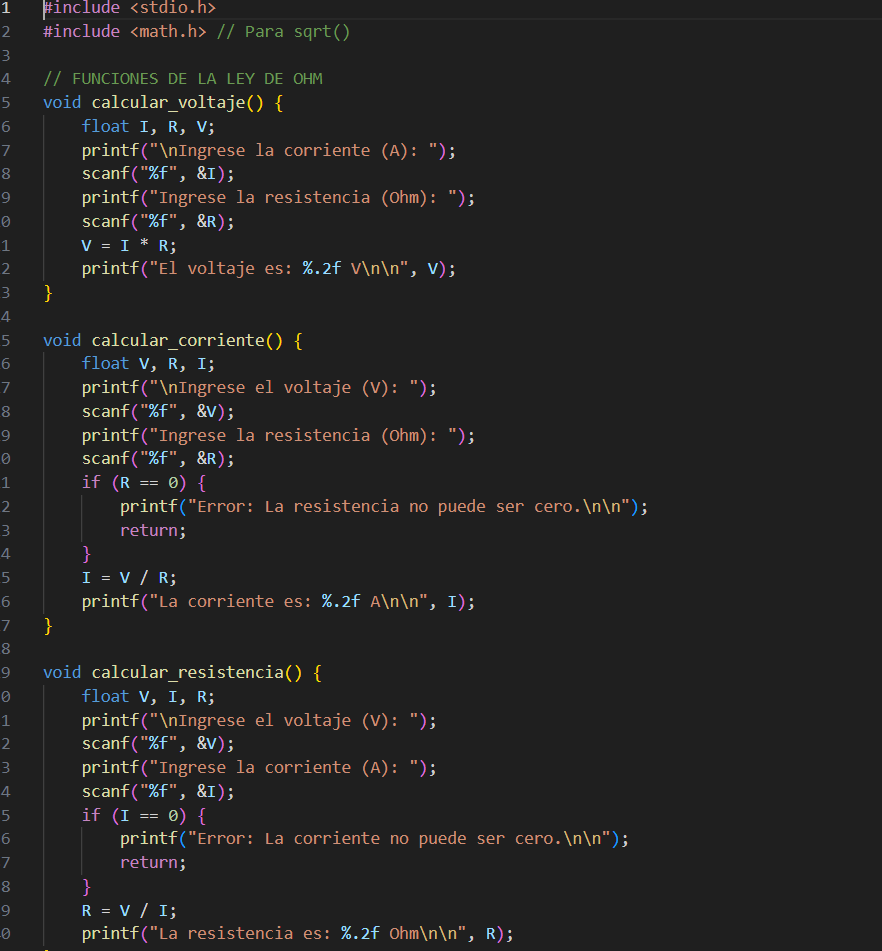 1 #include <stdio.h>
2 #include <math.h> // Para sqrt()
3
4 // FUNCIONES DE LA LEY DE OHM
5 void calcular_voltaje() {
6     float I, R, V;
7     printf("\nIngrese la corriente (A): ");
8     scanf("%f", &I);
9     printf("Ingrese la resistencia (Ohm): ");
0     scanf("%f", &R);
1     V = I * R;
2     printf("El voltaje es: %.2f V\n\n", V);
3 }
4
5 void calcular_corriente() {
6     float V, R, I;
7     printf("\nIngrese el voltaje (V): ");
8     scanf("%f", &V);
9     printf("Ingrese la resistencia (Ohm): ");
0     scanf("%f", &R);
1     if (R == 0) {
2         printf("Error: La resistencia no puede ser cero.\n\n");
3         return;
4     }
5     I = V / R;
6     printf("La corriente es: %.2f A\n\n", I);
7 }
8
9 void calcular_resistencia() {
0     float V, I, R;
1     printf("\nIngrese el voltaje (V): ");
2     scanf("%f", &V);
3     printf("Ingrese la corriente (A): ");
4     scanf("%f", &I);
5     if (I == 0) {
6         printf("Error: La corriente no puede ser cero.\n\n");
7         return;
8     }
9     R = V / I;
0     printf("La resistencia es: %.2f Ohm\n\n", R);